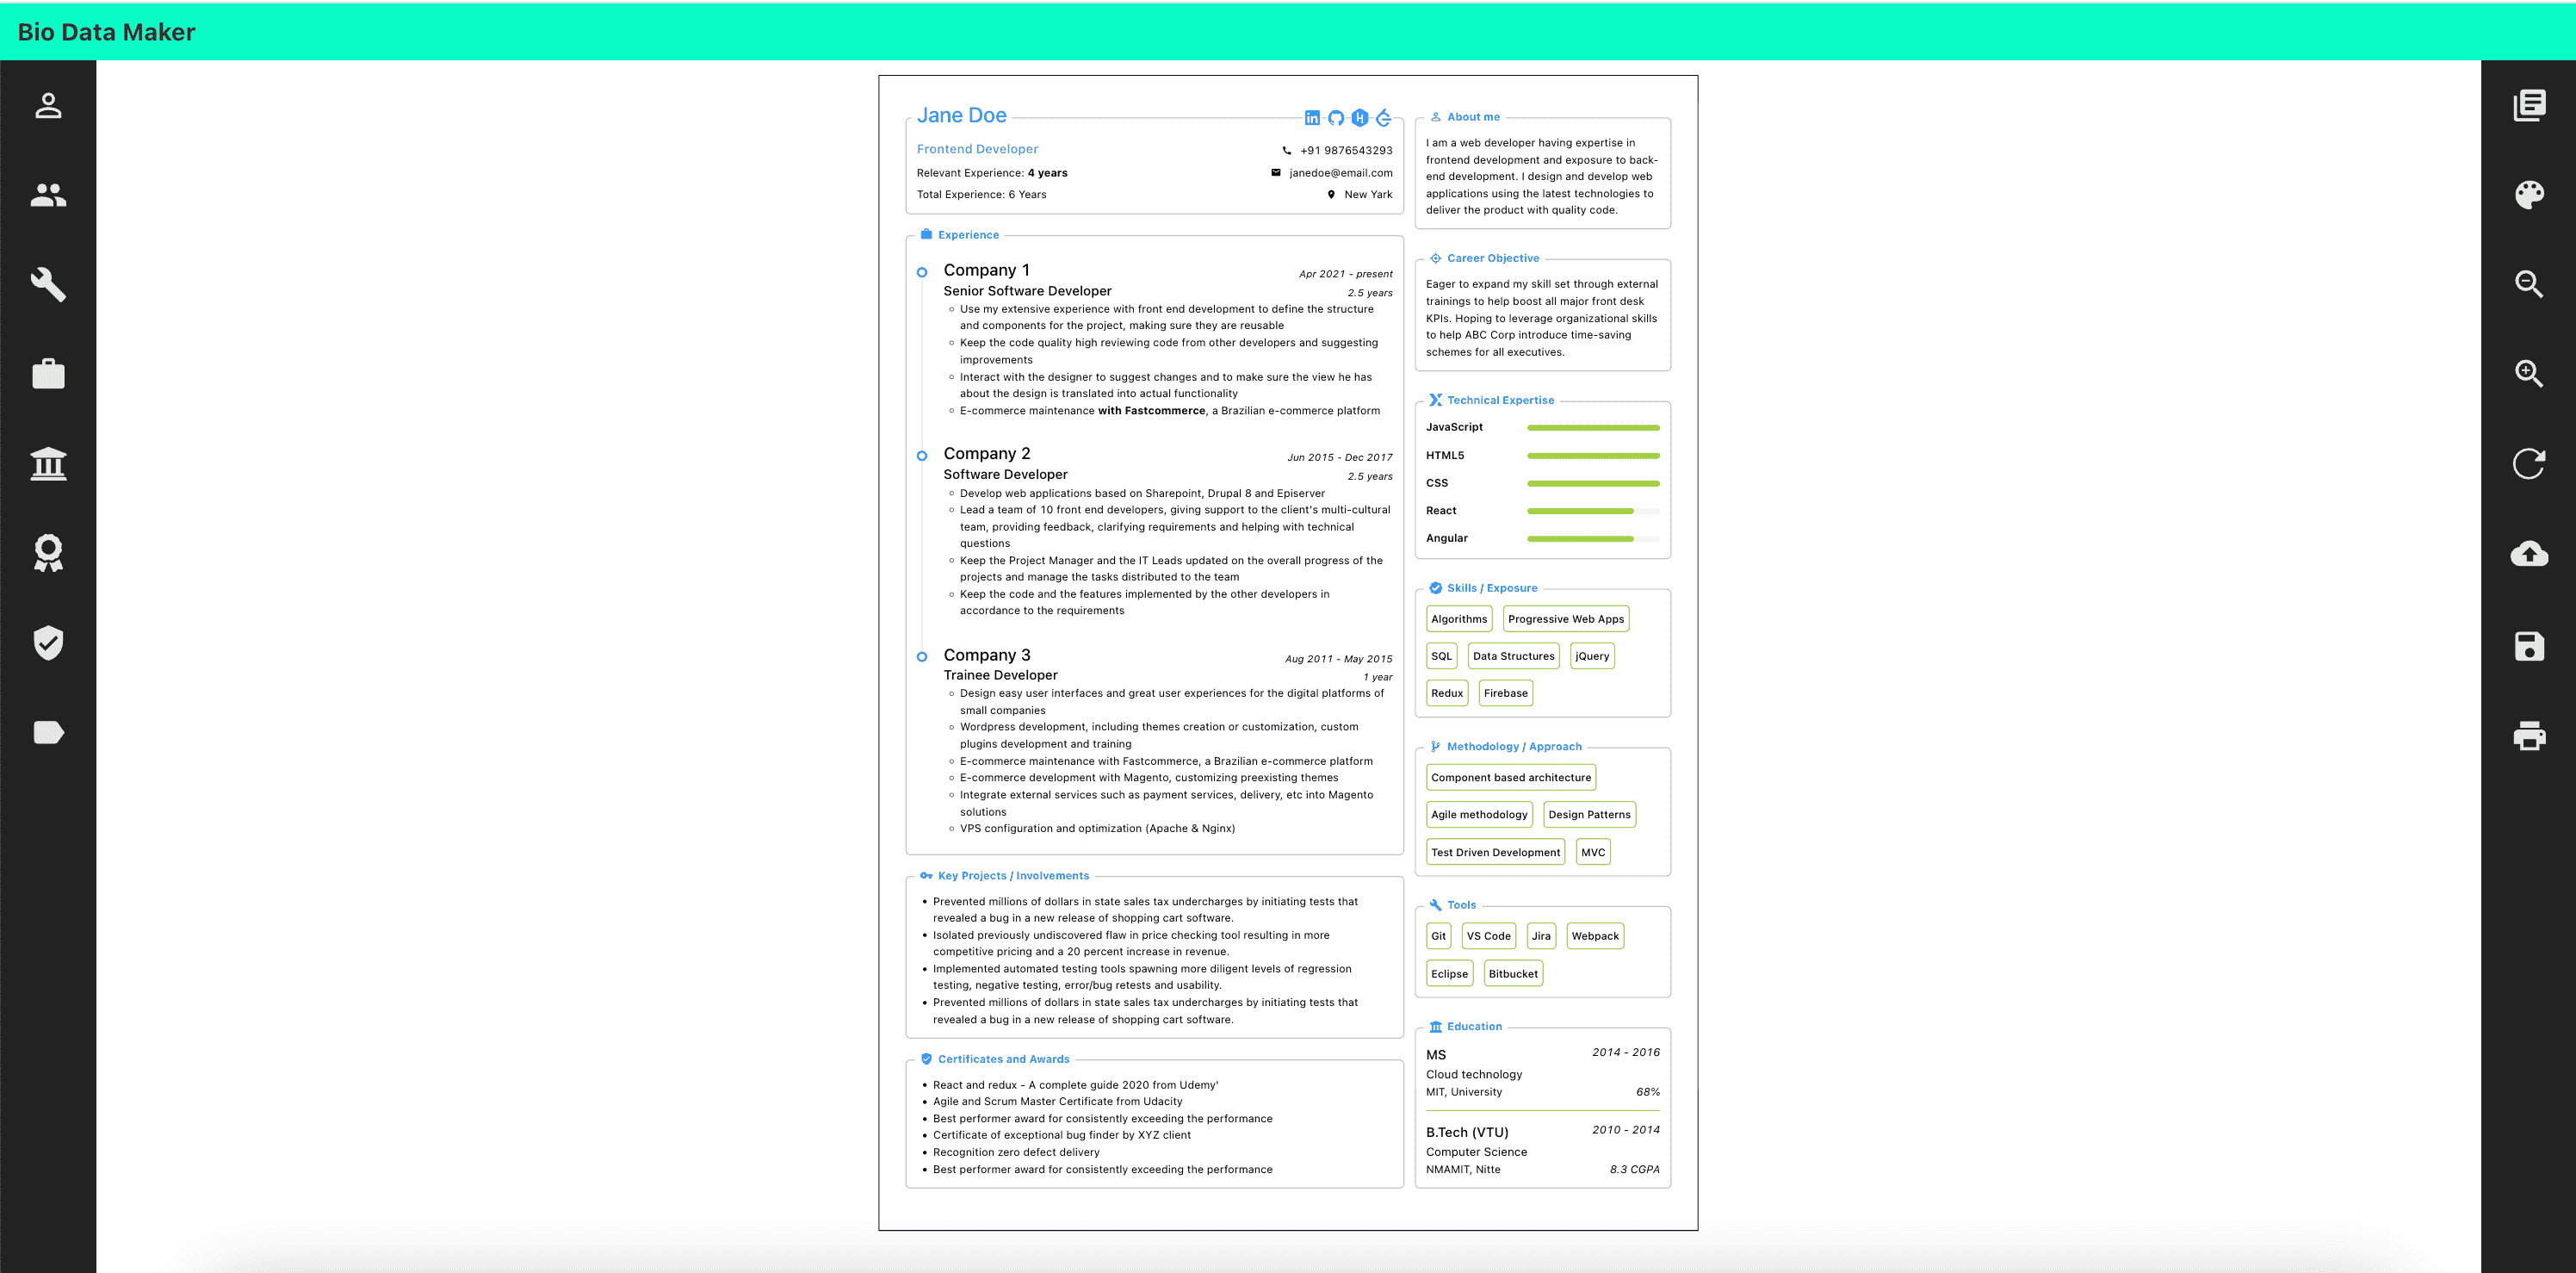 Bio Data Maker
Jane Doe
Frontend Developer
+91 9876543293
Relevant Experience: 4 years
janedoe@email.com
Total Experience: 6 Years
New Yark
Experience
Company 1
Apr 2021 - present
Senior Software Developer
2.5 years
Use my extensive experience with front end development to define the structure
and components for the project, making sure they are reusable
Keep the code quality high reviewing code from other developers and suggesting
improvements
Interact with the designer to suggest changes and to make sure the view he has
about the design is translated into actual functionality
E-commerce maintenance with Fastcommerce, a Brazilian e-commerce platform
Company 2
Jun 2015 - Dec 2017
Software Developer
2.5 years
Develop web applications based on Sharepoint, Drupal 8 and Episerver
Lead a team of 10 front end developers, giving support to the client's multi-cultural
team, providing feedback, clarifying requirements and helping with technical
questions
Keep the Project Manager and the IT Leads updated on the overall progress of the
projects and manage the tasks distributed to the team
Keep the code and the features implemented by the other developers in
accordance to the requirements
Company 3
Aug 2011 - May 2015
Trainee Developer
1 year
Design easy user interfaces and great user experiences for the digital platforms of
small companies
Wordpress development, including themes creation or customization, custom
plugins development and training
E-commerce maintenance with Fastcommerce, a Brazilian e-commerce platform
E-commerce development with Magento, customizing preexisting themes
Integrate external services such as payment services, delivery, etc into Magento
solutions
VPS configuration and optimization (Apache & Nginx)
Key Projects / Involvements
Prevented millions of dollars in state sales tax undercharges by initiating tests that
revealed a bug in a new release of shopping cart software.
Isolated previously undiscovered flaw in price checking tool resulting in more
competitive pricing and a 20 percent increase in revenue.
Implemented automated testing tools spawning more diligent levels of regression
testing, negative testing, error/bug retests and usability.
Prevented millions of dollars in state sales tax undercharges by initiating tests that
revealed a bug in a new release of shopping cart software.
Certificates and Awards
React and redux - A complete guide 2020 from Udemy'
Agile and Scrum Master Certificate from Udacity
Best performer award for consistently exceeding the performance
Certificate of exceptional bug finder by XYZ client
Recognition zero defect delivery
Best performer award for consistently exceeding the performance
About me
I am a web developer having expertise in
frontend development and exposure to back-
end development. I design and develop web
applications using the latest technologies to
deliver the product with quality code.
Career Objective
Eager to expand my skill set through external
trainings to help boost all major front desk
KPIs. Hoping to leverage organizational skills
to help ABC Corp introduce time-saving
schemes for all executives.
Technical Expertise
JavaScript
HTML5
CSS
React
Angular
Skills / Exposure
Algorithms Progressive Web Apps
SQL Data Structures jQuery
Redux Firebase
Methodology / Approach
Component based architecture
Agile methodology Design Patterns
Test Driven Development MVC
Tools
Git VS Code Jira Webpack
Eclipse Bitbucket
Education
MS 2014 - 2016
Cloud technology
MIT, University 68%
B.Tech (VTU) 2010 - 2014
Computer Science
NMAMIT, Nitte 8.3 CGPA